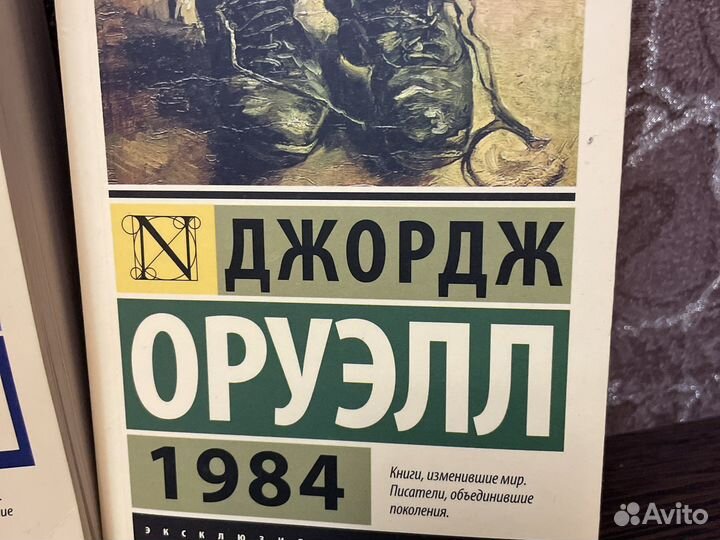 N
ДЖОРДЖ
ОРУЭЛЛ
1984
Книги, изменившие мир.
Писатели, объединившие
поколения.
Avito